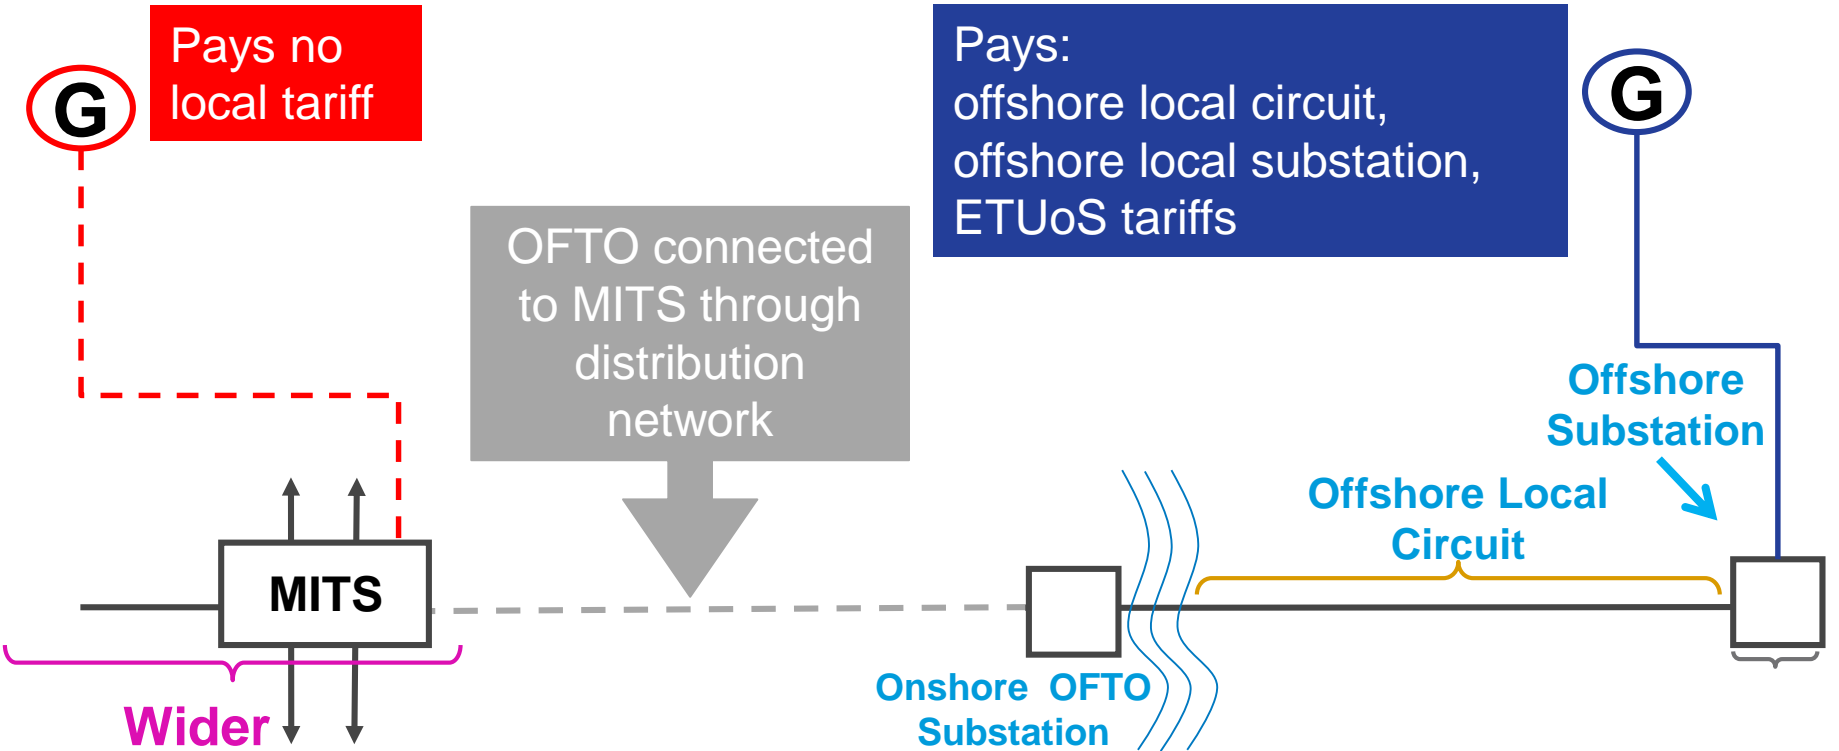 G
Pays no
local tariff
Pays:
offshore local circuit,
offshore local substation,
ETUoS tariffs
G
OFTO connected
to MITS through
distribution
network
Offshore
Substation
Offshore Local
Circuit
MITS
Wider
Onshore OFTO
Substation